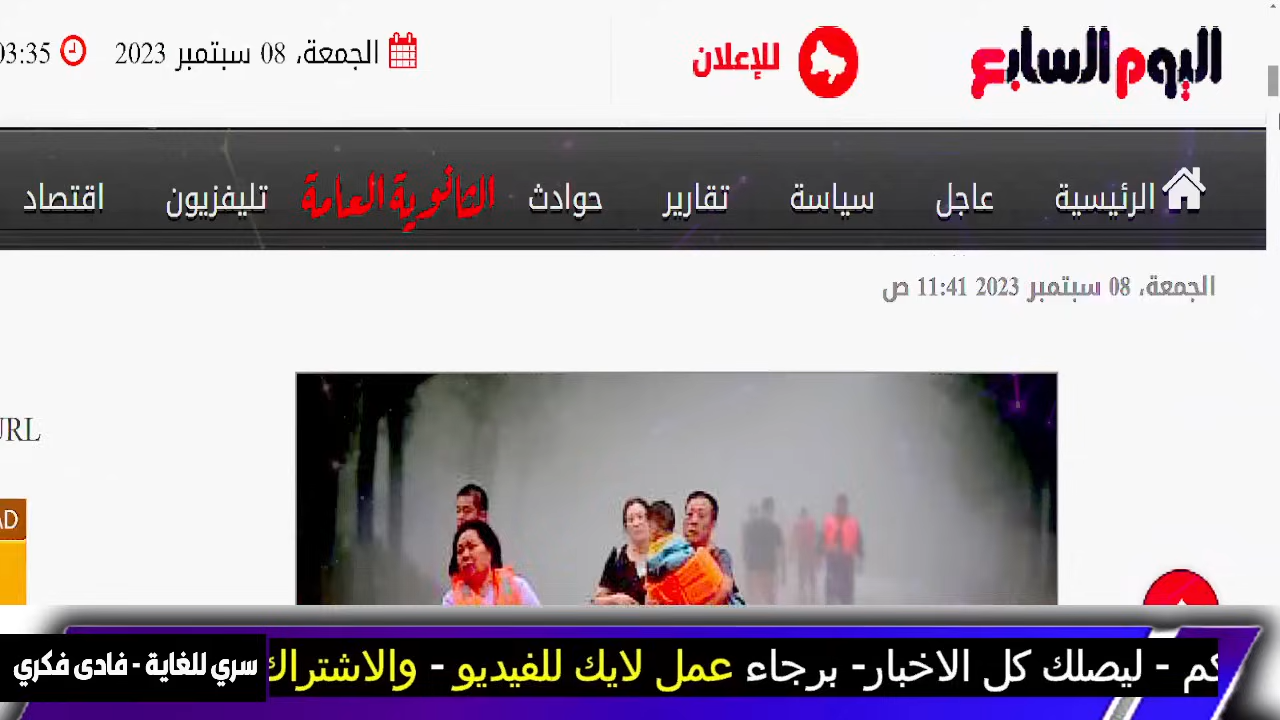 اليوم السابع
للإعلان
الجمعة، 08 سبتمبر 2023
03:35
الرئيسية عاجل سياسة تقارير حوادث الثانوية العامة تليفزيون اقتصاد
الجمعة، 08 سبتمبر 2023 11:41 ص
URL
AD
كم - ليصلك كل الاخبار- برجاء عمل لايك للفيديو - والاشتراك
سري للغاية - فادى فكري